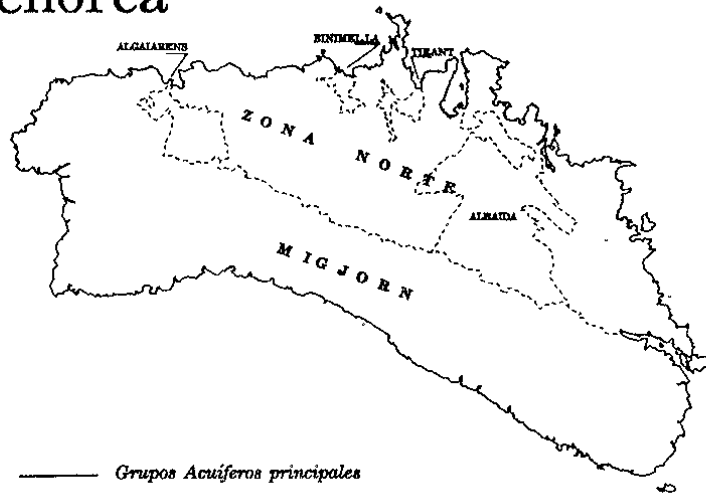 enorca
ALGAIARENS
BINIMELLA
TIRANT
ZONA NORTE
ALBAIDA
MIGJORN
Grupos Acuíferos principales